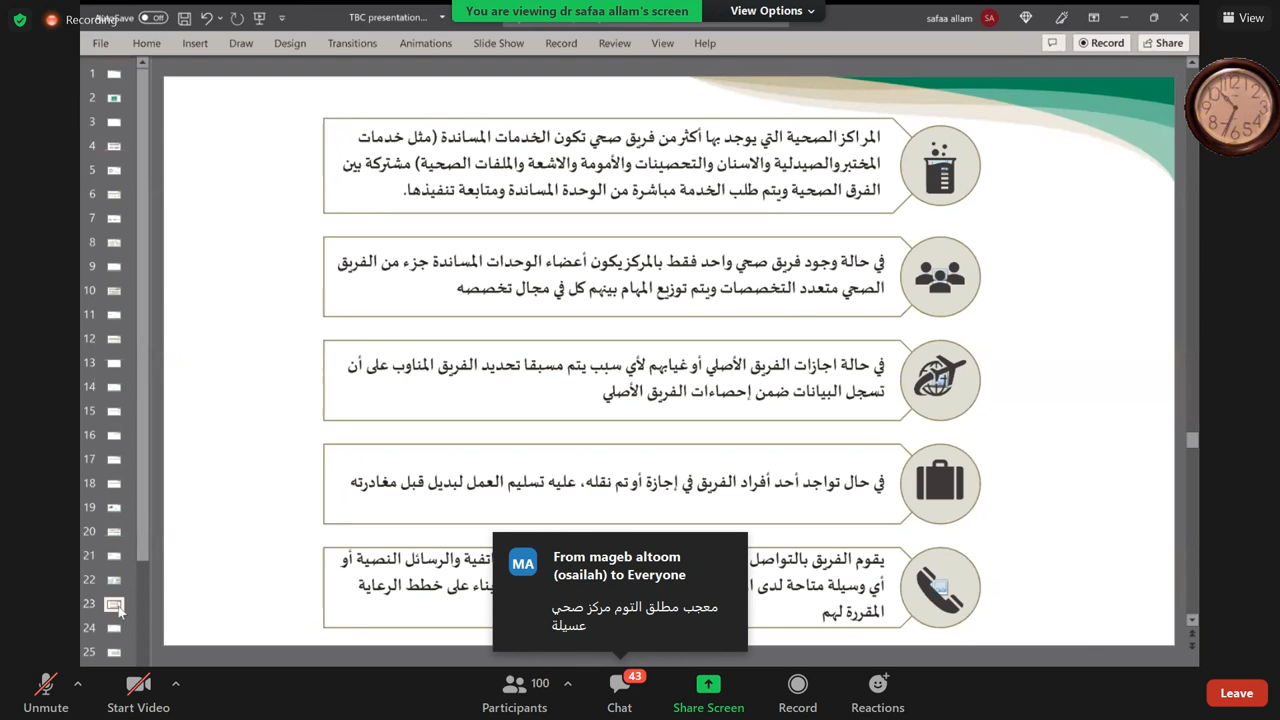 Recording
AutoSave Off
TBC presentation...
You are viewing dr safaa allam's screen
View Options
safaa allam SA
View
File Home Insert Draw Design Transitions Animations Slide Show Record Review View Help
Record
Share
1
2
3
4
5
6
7
8
9
10
11
12
13
14
15
16
17
18
19
20
21
22
23
24
25
المراكز الصحية التي يوجد بها أكثر من فريق صحي تكون الخدمات المساندة (مثل خدمات
المختبر والصيدلية والاسنان والتحصينات والأمومة والاشعة والملفات الصحية) مشتركة بين
الفرق الصحية ويتم طلب الخدمة مباشرة من الوحدة المساندة ومتابعة تنفيذها.
في حالة وجود فريق صحي واحد فقط بالمركز يكون أعضاء الوحدات المساندة جزء من الفريق
الصحي متعدد التخصصات ويتم توزيع المهام بينهم كل في مجال تخصصه
في حالة اجازات الفريق الأصلي أو غيابهم لأي سبب يتم مسبقا تحديد الفريق المناوب على أن
تسجل البيانات ضمن إحصاءات الفريق الأصلي
في حال تواجد أحد أفراد الفريق في إجازة أو تم نقله، عليه تسليم العمل لبديل قبل مغادرته
يقوم الفريق بالتواصل والرسائل النصية أو
أي وسيلة متاحة لدى بناء على خطط الرعاية
المقررة لهم
MA
From mageb altoom
(osailah) to Everyone
معجب مطلق التوم مركز صحي
عسيلة
Unmute
Start Video
100
Participants
43
Chat
Share Screen
Record
Reactions
Leave